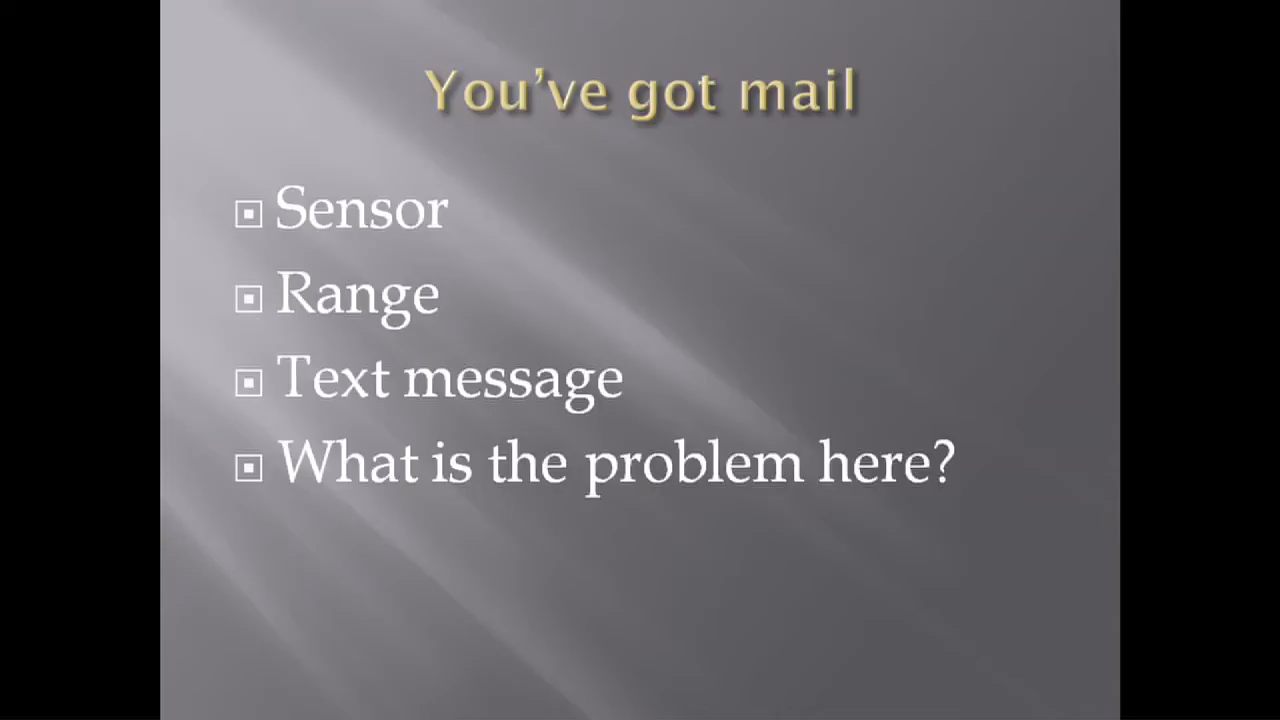 You've got mail
Sensor
Range
Text message
What is the problem here?